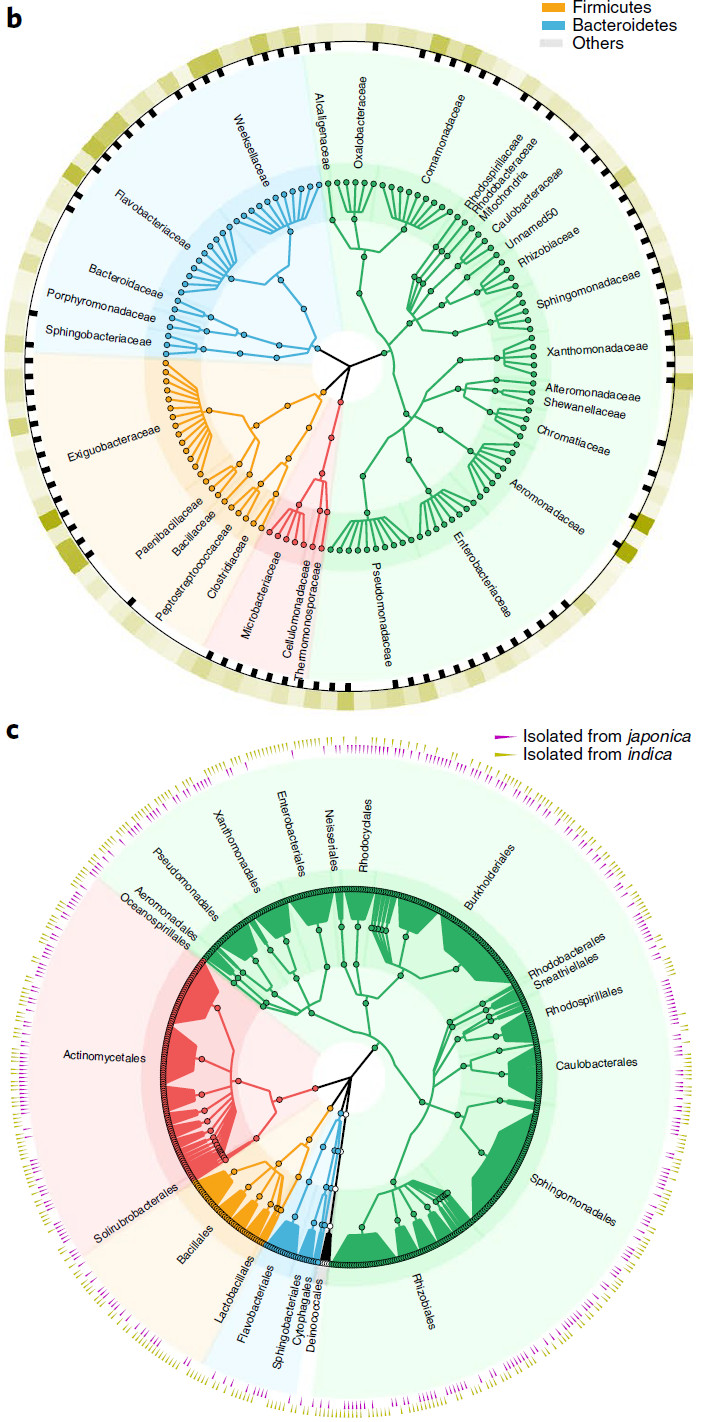 b
Firmicutes
Bacteroidetes
Others
Alcaligenaceae
Oxalobacteraceae
Comamonadaceae
Rhodospirillaceae
Rhodobacteraceae
Mitochondria
Caulobacteraceae
Unnamed50
Rhizobiaceae
Sphingomonadaceae
Xanthomonadaceae
Alteromonadaceae
Shewanellaceae
Chromatiaceae
Aeromonadaceae
Enterobacteriaceae
Pseudomonadaceae
Thermomonosporaceae
Cellulomonadaceae
Microbacteriaceae
Clostridiaceae
Peptostreptococcaceae
Bacillaceae
Paenibacillaceae
Exiguobacteraceae
Sphingobacteriaceae
Porphyromonadaceae
Bacteroidaceae
Flavobacteriaceae
Weeksellaceae
c
Isolated from japonica
Isolated from indica
Oceanospirillales
Aeromonadales
Pseudomonadales
Xanthomonadales
Enterobacteriales
Neisseriales
Rhodocyclales
Burkholderiales
Rhodobacterales
Sneathiellales
Rhodospirillales
Caulobacterales
Sphingomonadales
Rhizobiales
Deinococcales
Cytophagales
Sphingobacteriales
Flavobacteriales
Lactobacillales
Bacillales
Solirubrobacterales
Actinomycetales